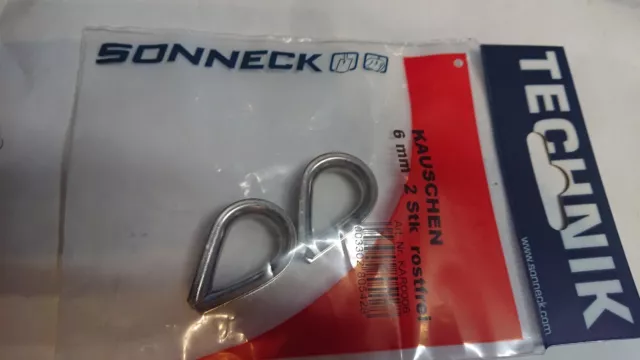 SONNECK
TECHNIK
www.sonneck.com
KAUSCHEN
6 mm 2 Stk rostfrei